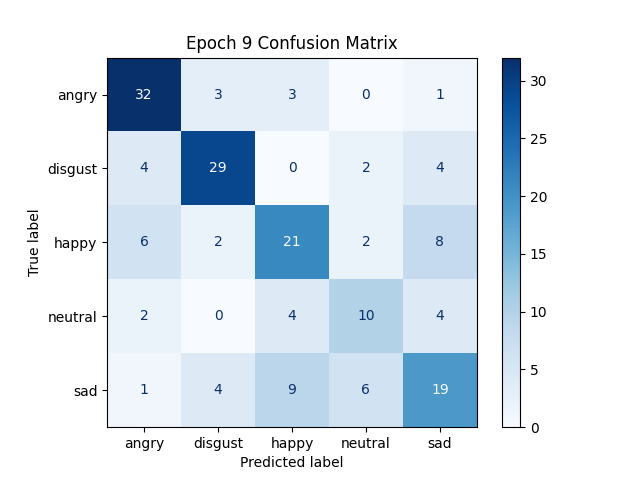 Epoch 9 Confusion Matrix
True label
angry 32 3 3 0 1
disgust 4 29 0 2 4
happy 6 2 21 2 8
neutral 2 0 4 10 4
sad 1 4 9 6 19
angry disgust happy neutral sad
Predicted label
30
25
20
15
10
5
0